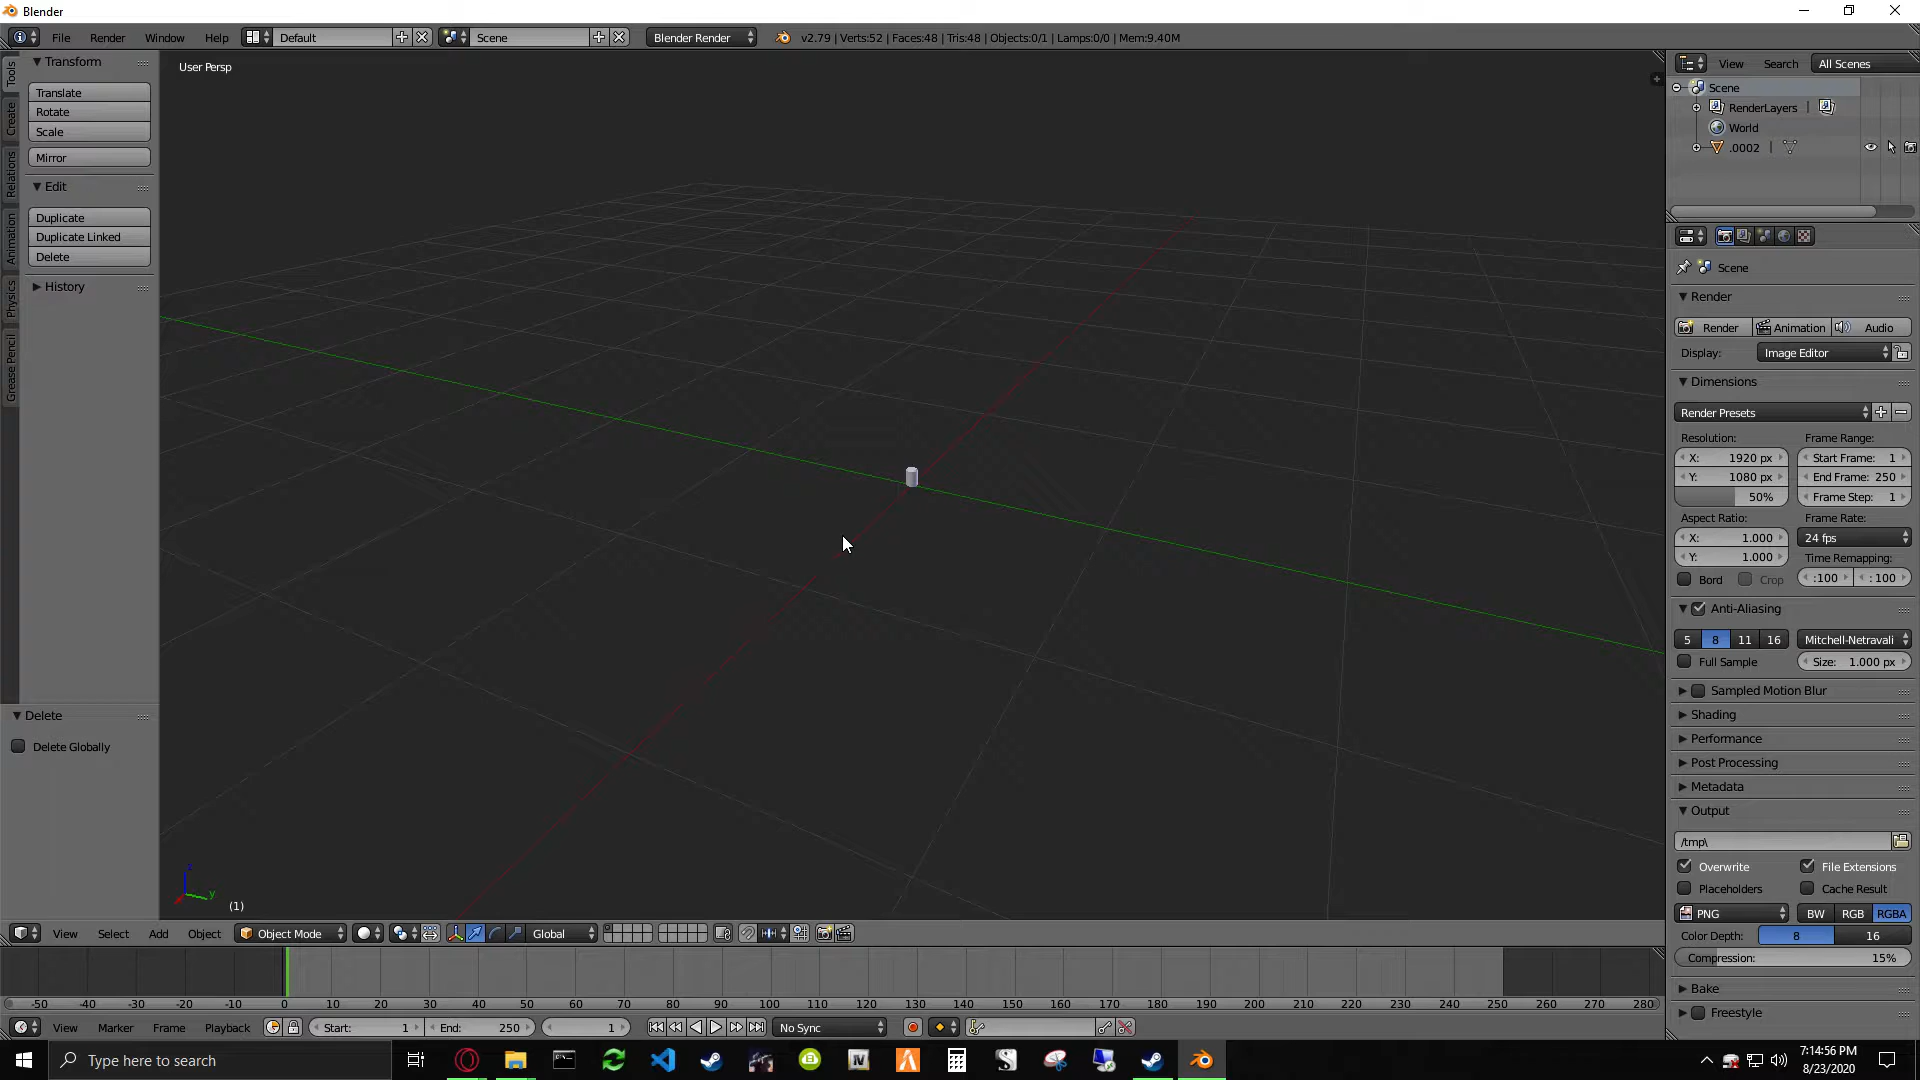 Blender
File Render Window Help Default Scene Blender Render v2.79 | Verts:52 | Faces:48 | Tris:48 | Objects:0/1 | Lamps:0/0 | Mem:9.40M
Tools
Create
Relations
Animation
Physics
Grease Pencil
Transform
Translate
Rotate
Scale
Mirror
Edit
Duplicate
Duplicate Linked
Delete
History
Delete
Delete Globally
User Persp
z
y
(1)
View Search All Scenes
Scene
RenderLayers |
World
.0002 |
Scene
Render
Render Animation Audio
Display: Image Editor
Dimensions
Render Presets
Resolution: Frame Range:
X: 1920 px Start Frame: 1
Y: 1080 px End Frame: 250
50% Frame Step: 1
Aspect Ratio: Frame Rate:
X: 1.000 24 fps
Y: 1.000 Time Remapping:
Bord Crop :100 : 100
Anti-Aliasing
5 8 11 16 Mitchell-Netravali
Full Sample Size: 1.000 px
Sampled Motion Blur
Shading
Performance
Post Processing
Metadata
Output
/tmp\
Overwrite File Extensions
Placeholders Cache Result
PNG BW RGB RGBA
Color Depth: 8 16
Compression: 15%
Bake
Freestyle
View Select Add Object Object Mode Global
-50 -40 -30 -20 -10 0 10 20 30 40 50 60 70 80 90 100 110 120 130 140 150 160 170 180 190 200 210 220 230 240 250 260 270 280
View Marker Frame Playback Start: 1 End: 250 1 No Sync
Type here to search
7:14:56 PM
8/23/2020